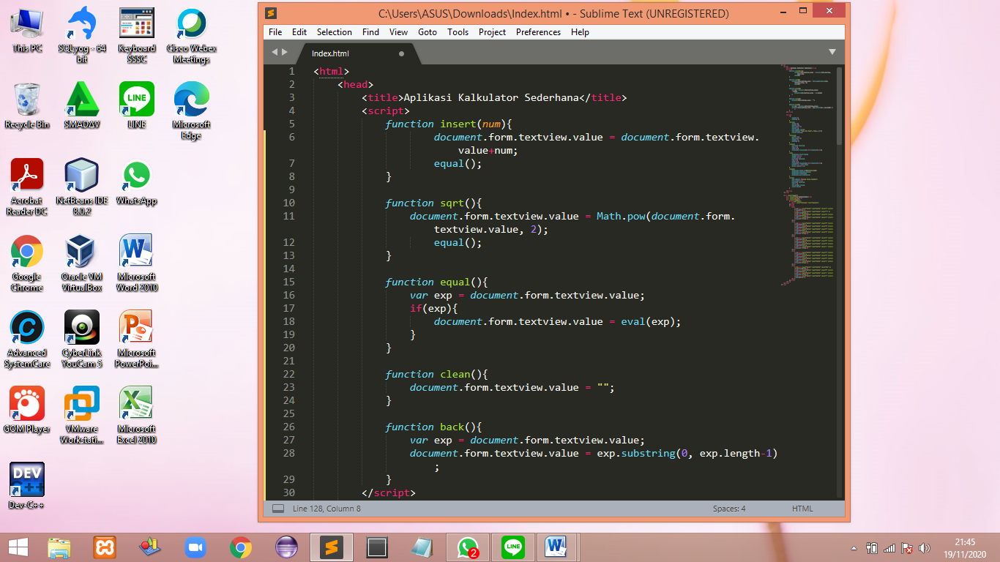 C:\Users\ASUS\Downloads\Index.html • - Sublime Text (UNREGISTERED)
File Edit Selection Find View Goto Tools Project Preferences Help
Index.html
1 <html>
2 <head>
3 <title>Aplikasi Kalkulator Sederhana</title>
4 <script>
5 function insert(num){
6 document.form.textview.value = document.form.textview.
value+num;
7 equal();
8 }
9
10 function sqrt(){
11 document.form.textview.value = Math.pow(document.form.
textview.value, 2);
12 equal();
13 }
14
15 function equal(){
16 var exp = document.form.textview.value;
17 if(exp){
18 document.form.textview.value = eval(exp);
19 }
20 }
21
22 function clean(){
23 document.form.textview.value = "";
24 }
25
26 function back(){
27 var exp = document.form.textview.value;
28 document.form.textview.value = exp.substring(0, exp.length-1)
;
29 }
30 </script>
Line 128, Column 8 Spaces: 4 HTML
This PC
SQLyog - 64
bit
Keyboard
SSSC
Cisco Webex
Meetings
Recycle Bin
SMADAV
LINE
LINE
Microsoft
Edge
Acrobat
Reader DC
NetBeans IDE
8.0.2
WhatsApp
Google
Chrome
Oracle VM
VirtualBox
Microsoft
Word 2010
Advanced
SystemCare
CyberLink
YouCam 5
Microsoft
PowerPoi...
GOM Player
VMware
Workstati...
Microsoft
Excel 2010
DEV
C++
Dev-C++
2
LINE
21:45
19/11/2020